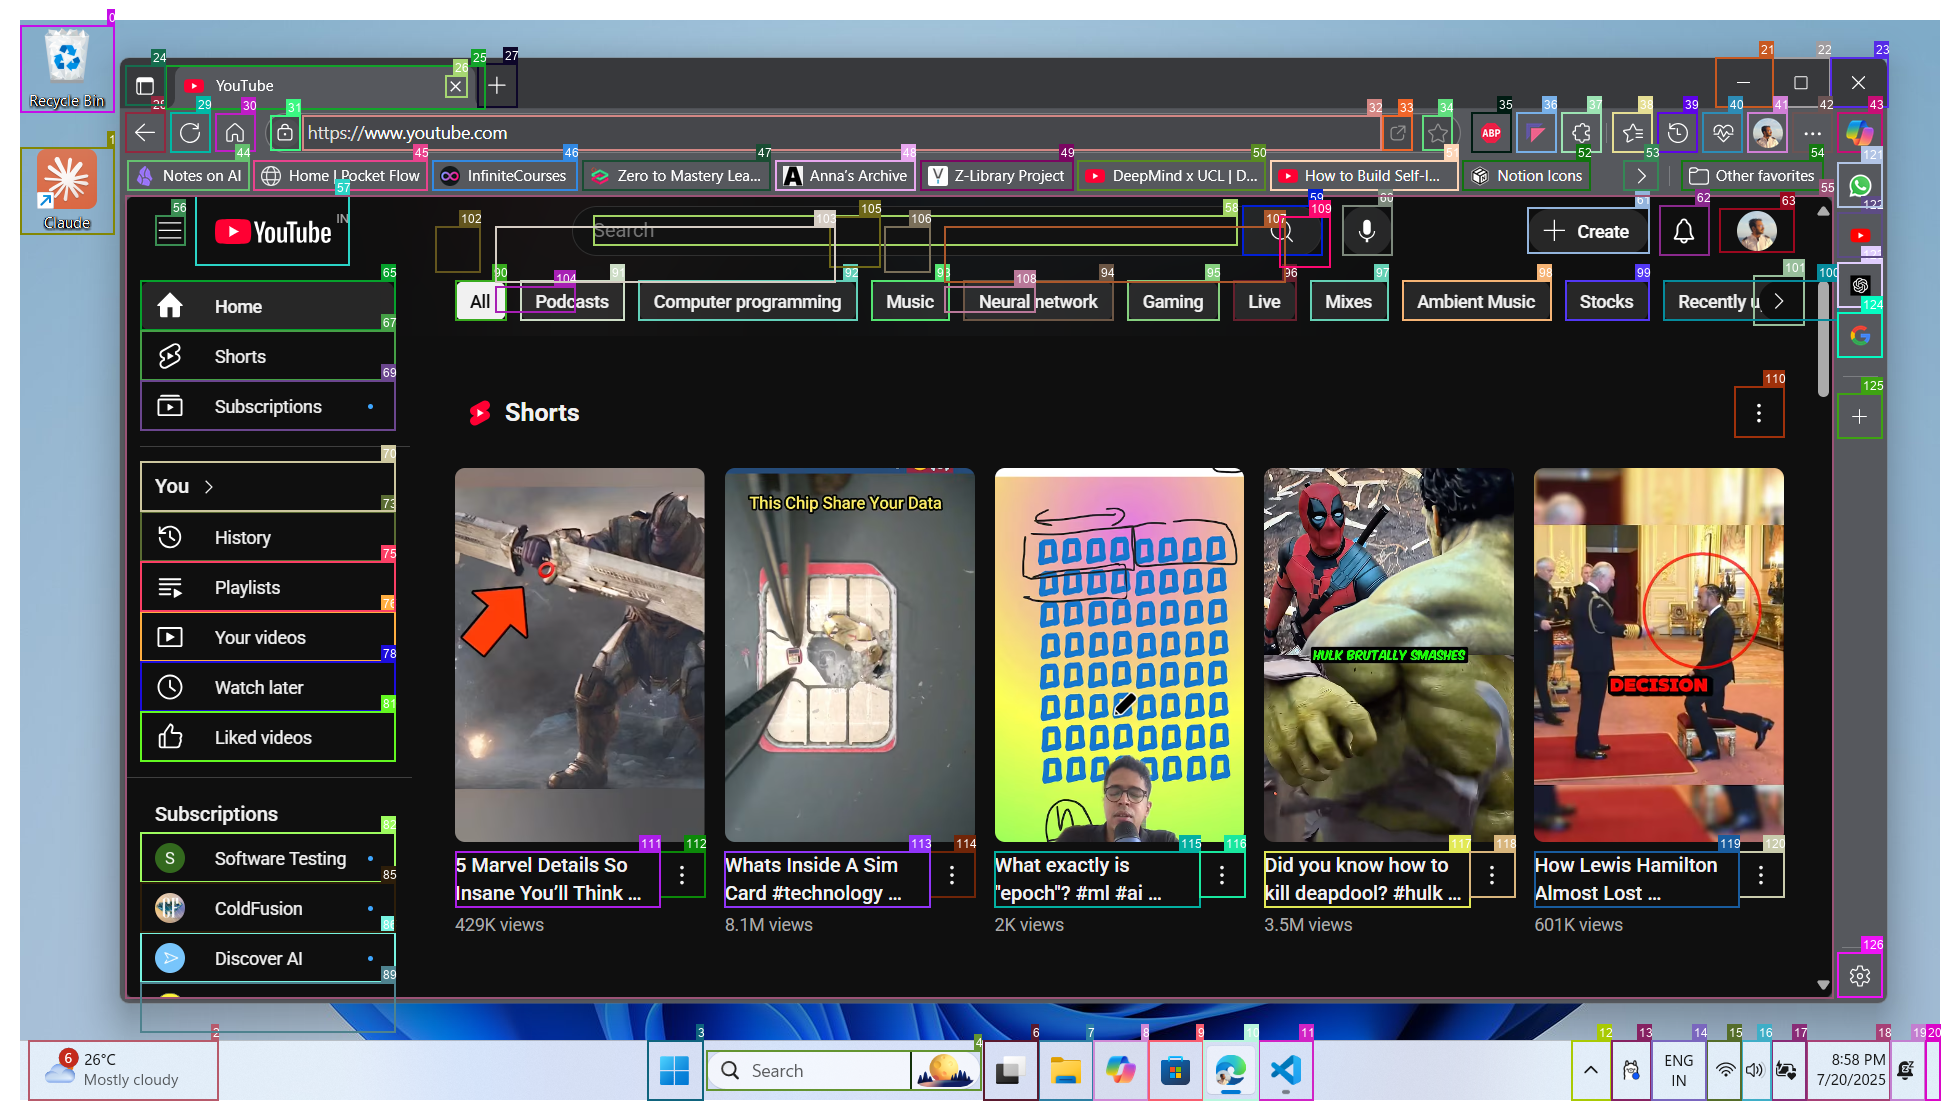 Recycle Bin
Claude
YouTube
https://www.youtube.com
ABP
Notes on AI
Home | Pocket Flow
InfiniteCourses
Zero to Mastery Lea...
Anna's Archive
Z-Library Project
DeepMind x UCL | D...
How to Build Self-I...
Notion Icons
Other favorites
YouTube
IN
Search
Create
All
Podcasts
Computer programming
Music
Neural network
Gaming
Live
Mixes
Ambient Music
Stocks
Recently u
Home
Shorts
Subscriptions
You
History
Playlists
Your videos
Watch later
Liked videos
Subscriptions
S
Software Testing
ColdFusion
Discover AI
Shorts
This Chip Share Your Data
HULK BRUTALLY SMASHES
DECISION
5 Marvel Details So
Insane You'll Think ...
429K views
Whats Inside A Sim
Card #technology ...
8.1M views
What exactly is
"epoch"? #ml #ai ...
2K views
Did you know how to
kill deapdool? #hulk ...
3.5M views
How Lewis Hamilton
Almost Lost ...
601K views
6
26°C
Mostly cloudy
Search
ENG
IN
8:58 PM
7/20/2025